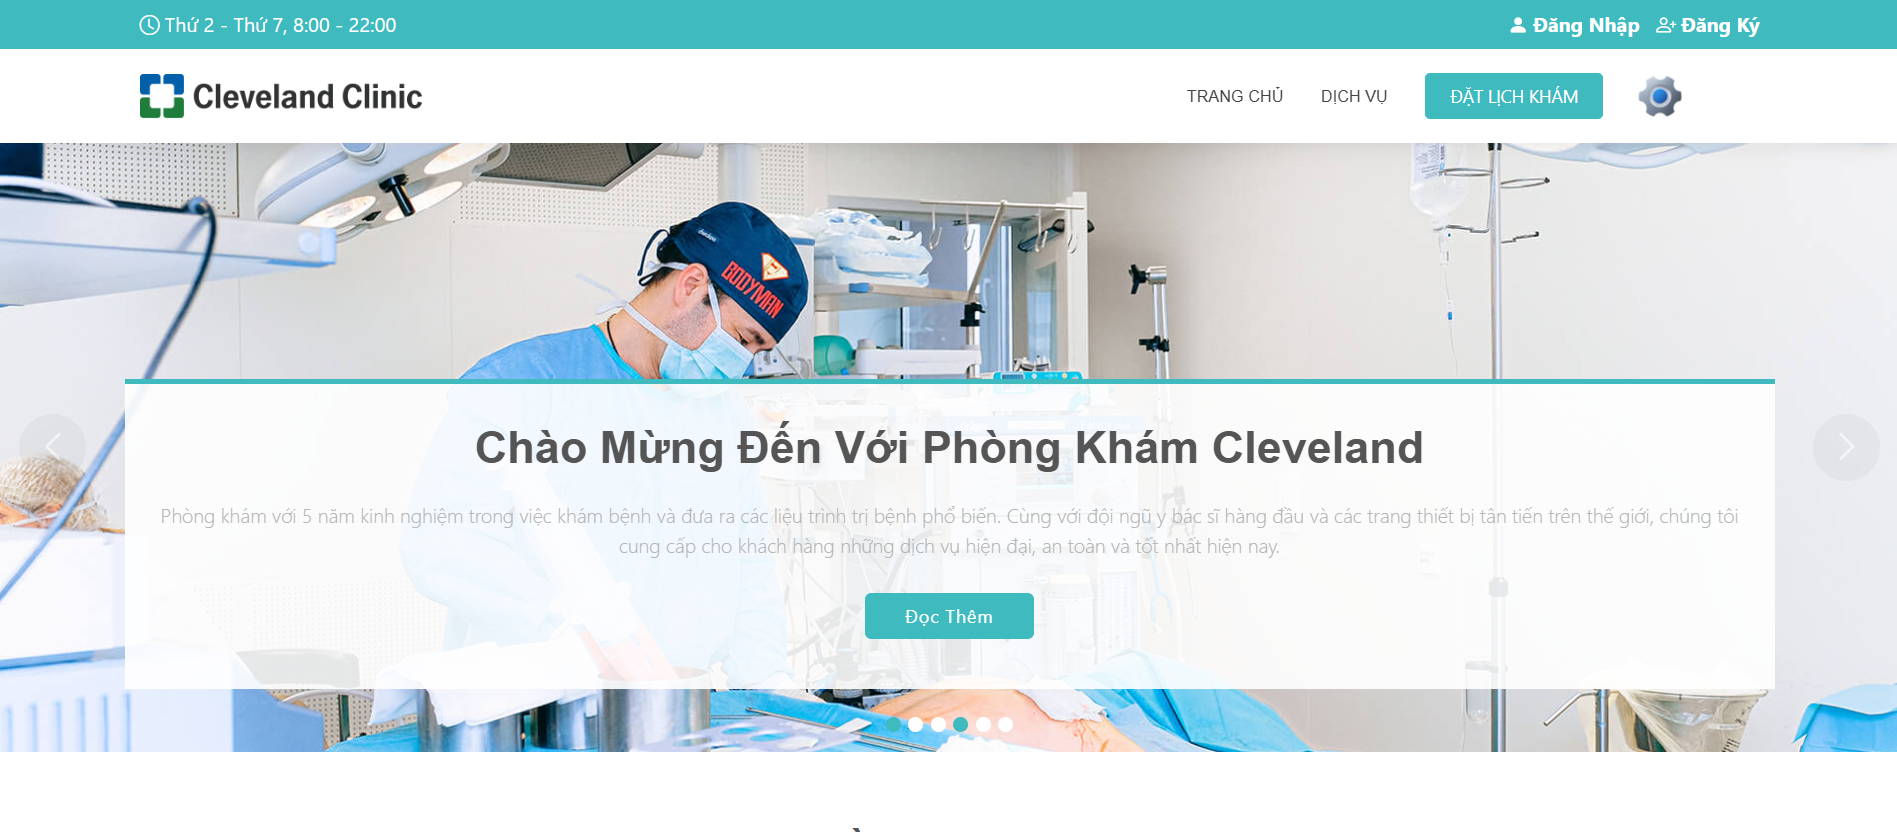 Thứ 2 - Thứ 7, 8:00 - 22:00
Đăng Nhập Đăng Ký
Cleveland Clinic
TRANG CHỦ DỊCH VỤ ĐẶT LỊCH KHÁM
BODYMAN
Chào Mừng Đến Với Phòng Khám Cleveland
Phòng khám với 5 năm kinh nghiệm trong việc khám bệnh và đưa ra các liệu trình trị bệnh phổ biến. Cùng với đội ngũ y bác sĩ hàng đầu và các trang thiết bị tân tiến trên thế giới, chúng tôi
cung cấp cho khách hàng những dịch vụ hiện đại, an toàn và tốt nhất hiện nay.
Đọc Thêm